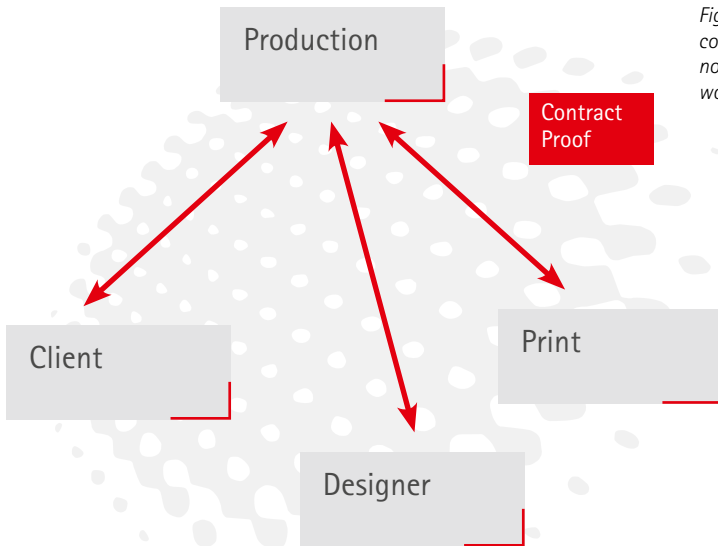 Production
Contract
Proof
Client
Print
Designer